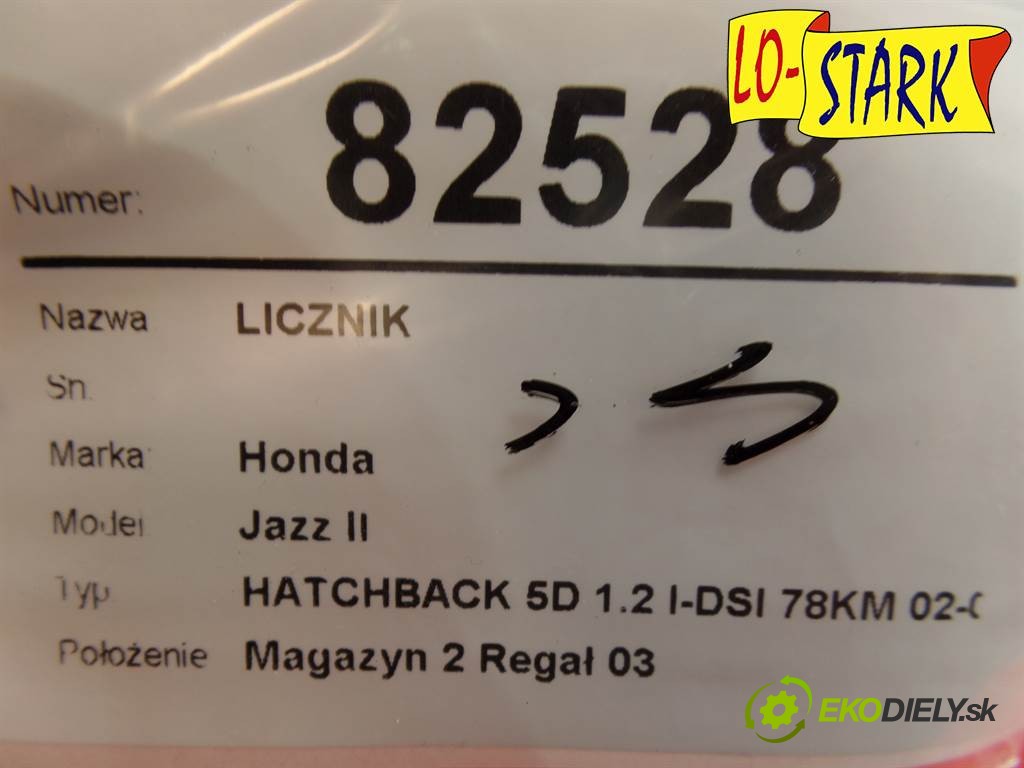 LO-STARK
Numer: 82528
Nazwa LICZNIK
Sn.
Marka Honda
Model Jazz II
Typ HATCHBACK 5D 1.2 I-DSI 78KM 02-0
Położenie Magazyn 2 Regał 03
EKODIELY.sk